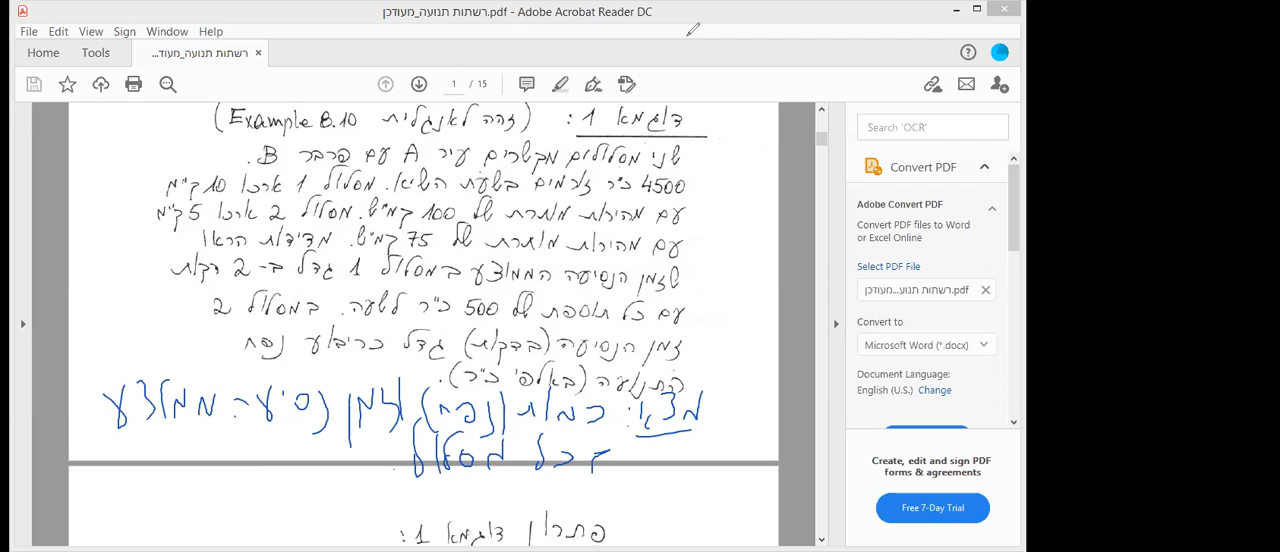 רשתות תנועה_מעודכן.pdf - Adobe Acrobat Reader DC
File Edit View Sign Window Help
Home Tools רשתות תנועה_מעוד... ×
1 / 15
דוגמא 1: (זהה לאנגלית Example 8.10)
שני מסלולים מקשרים עיר A עם פרבר B.
4500 כ"ר זורמים בשעת השיא. מסלול 1 ארכו 10 ק"מ
עם מהירות מותרת של 100 קמ"ש. מסלול 2 ארכו 5 ק"מ
עם מהירות מותרת של 75 קמ"ש. מדידות הראו
שזמן הנסיעה הממוצע במסלול 1 גדל ב- 2 דקות
עם כל תוספת של 500 כ"ר לשעה. במסלול 2
זמן הנסיעה (בדקות) גדל כריבוע נפח
התנועה (באלפי כ"ר).
מצאו: כמות (נפח) וזמן נסיעה ממוצע
בכל מסלול
פתרון דוגמא 1:
Search 'OCR'
Convert PDF
Adobe Convert PDF
Convert PDF files to Word
or Excel Online
Select PDF File
רשתות תנוע...מעודכן.pdf ×
Convert to
Microsoft Word (*.docx)
Document Language:
English (U.S.) Change
Create, edit and sign PDF
forms & agreements
Free 7-Day Trial